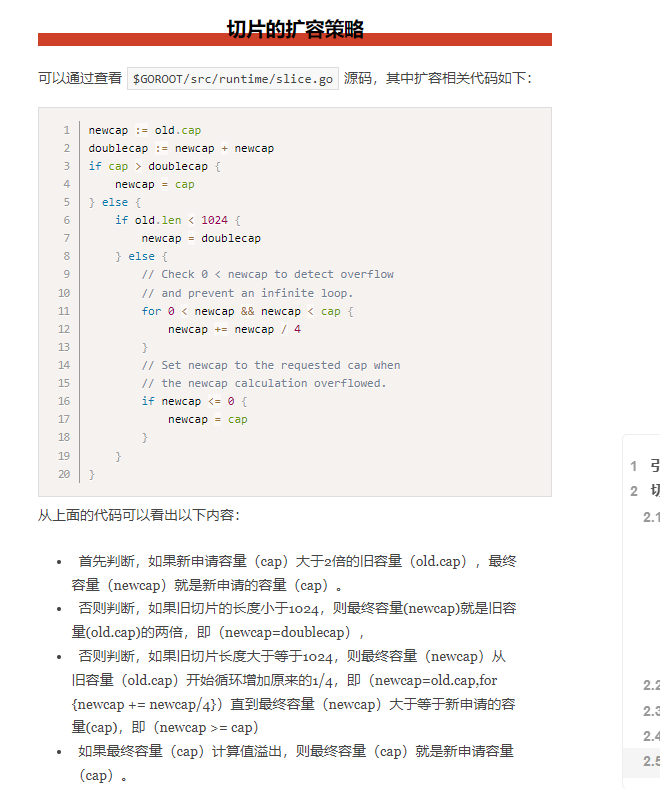 切片的扩容策略
可以通过查看 $GOROOT/src/runtime/slice.go 源码，其中扩容相关代码如下：
1 newcap := old.cap
2 doublecap := newcap + newcap
3 if cap > doublecap {
4 newcap = cap
5 } else {
6 if old.len < 1024 {
7 newcap = doublecap
8 } else {
9 // Check 0 < newcap to detect overflow
10 // and prevent an infinite loop.
11 for 0 < newcap && newcap < cap {
12 newcap += newcap / 4
13 }
14 // Set newcap to the requested cap when
15 // the newcap calculation overflowed.
16 if newcap <= 0 {
17 newcap = cap
18 }
19 }
20 }
从上面的代码可以看出以下内容：
• 首先判断，如果新申请容量（cap）大于2倍的旧容量（old.cap），最终
容量（newcap）就是新申请的容量（cap）。
• 否则判断，如果旧切片的长度小于1024，则最终容量(newcap)就是旧容
量(old.cap)的两倍，即（newcap=doublecap），
• 否则判断，如果旧切片长度大于等于1024，则最终容量（newcap）从
旧容量（old.cap）开始循环增加原来的1/4，即（newcap=old.cap,for
{newcap += newcap/4}）直到最终容量（newcap）大于等于新申请的容
量(cap)，即（newcap >= cap）
• 如果最终容量（cap）计算值溢出，则最终容量（cap）就是新申请容量
（cap）。
1 引
2 切
2.1
2.2
2.3
2.4
2.5